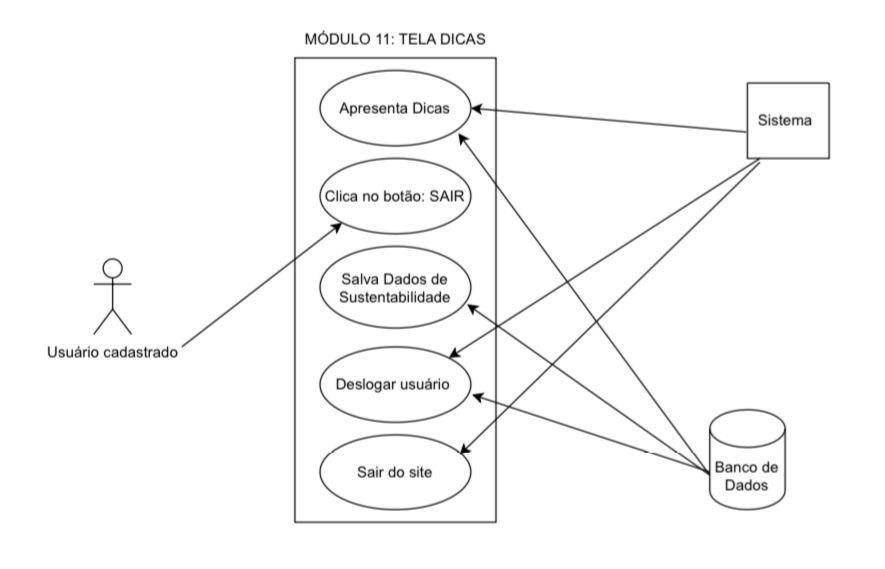 MÓDULO 11: TELA DICAS
Apresenta Dicas
Sistema
Clica no botão: SAIR
Salva Dados de
Sustentabilidade
Usuário cadastrado
Deslogar usuário
Sair do site
Banco de
Dados